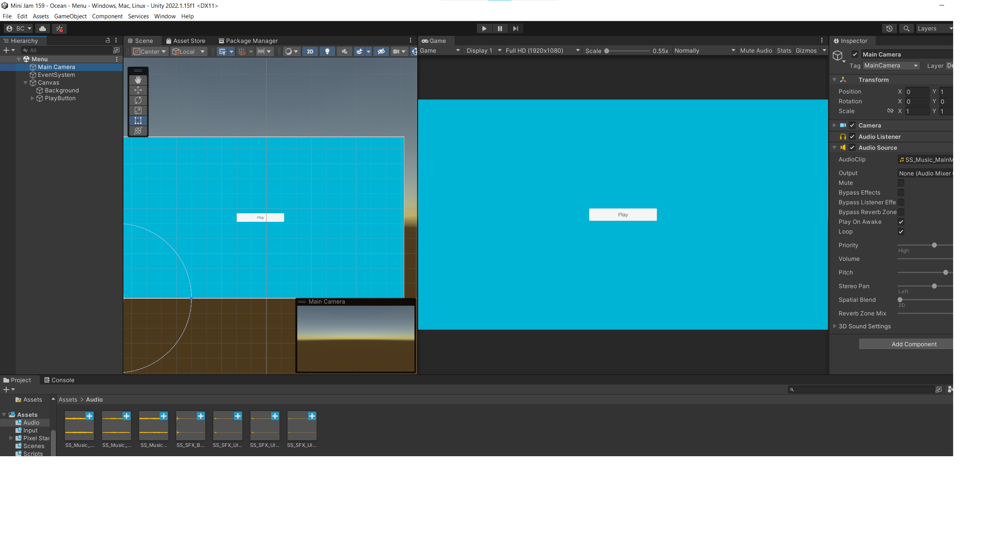 Mini Jam 159 - Ocean - Menu - Windows, Mac, Linux - Unity 2022.1.15f1 <DX11>
File Edit Assets GameObject Component Services Window Help
BC
Layers
Hierarchy
All
Menu
Main Camera
EventSystem
Canvas
Background
PlayButton
Scene Asset Store Package Manager
Center Local 2D
Play
Main Camera
Game
Game Display 1 Full HD (1920x1080) Scale 0.55x Normally Mute Audio Stats Gizmos
Play
Inspector
Main Camera
Tag MainCamera Layer De
Transform
Position X 0 Y 1
Rotation X 0 Y 0
Scale X 1 Y 1
Camera
Audio Listener
Audio Source
AudioClip SS_Music_MainM
Output None (Audio Mixer
Mute
Bypass Effects
Bypass Listener Effe
Bypass Reverb Zone
Play On Awake
Loop
Priority
High
Volume
Pitch
Stereo Pan
Left
Spatial Blend
2D
Reverb Zone Mix
3D Sound Settings
Add Component
Project Console
Assets
Assets
Audio
Input
Pixel Star
Scenes
Scripts
Assets > Audio
SS_Music_... SS_Music_... SS_Music... SS_SFX_B... SS_SFX_UI... SS_SFX_UI... SS_SFX_UI...